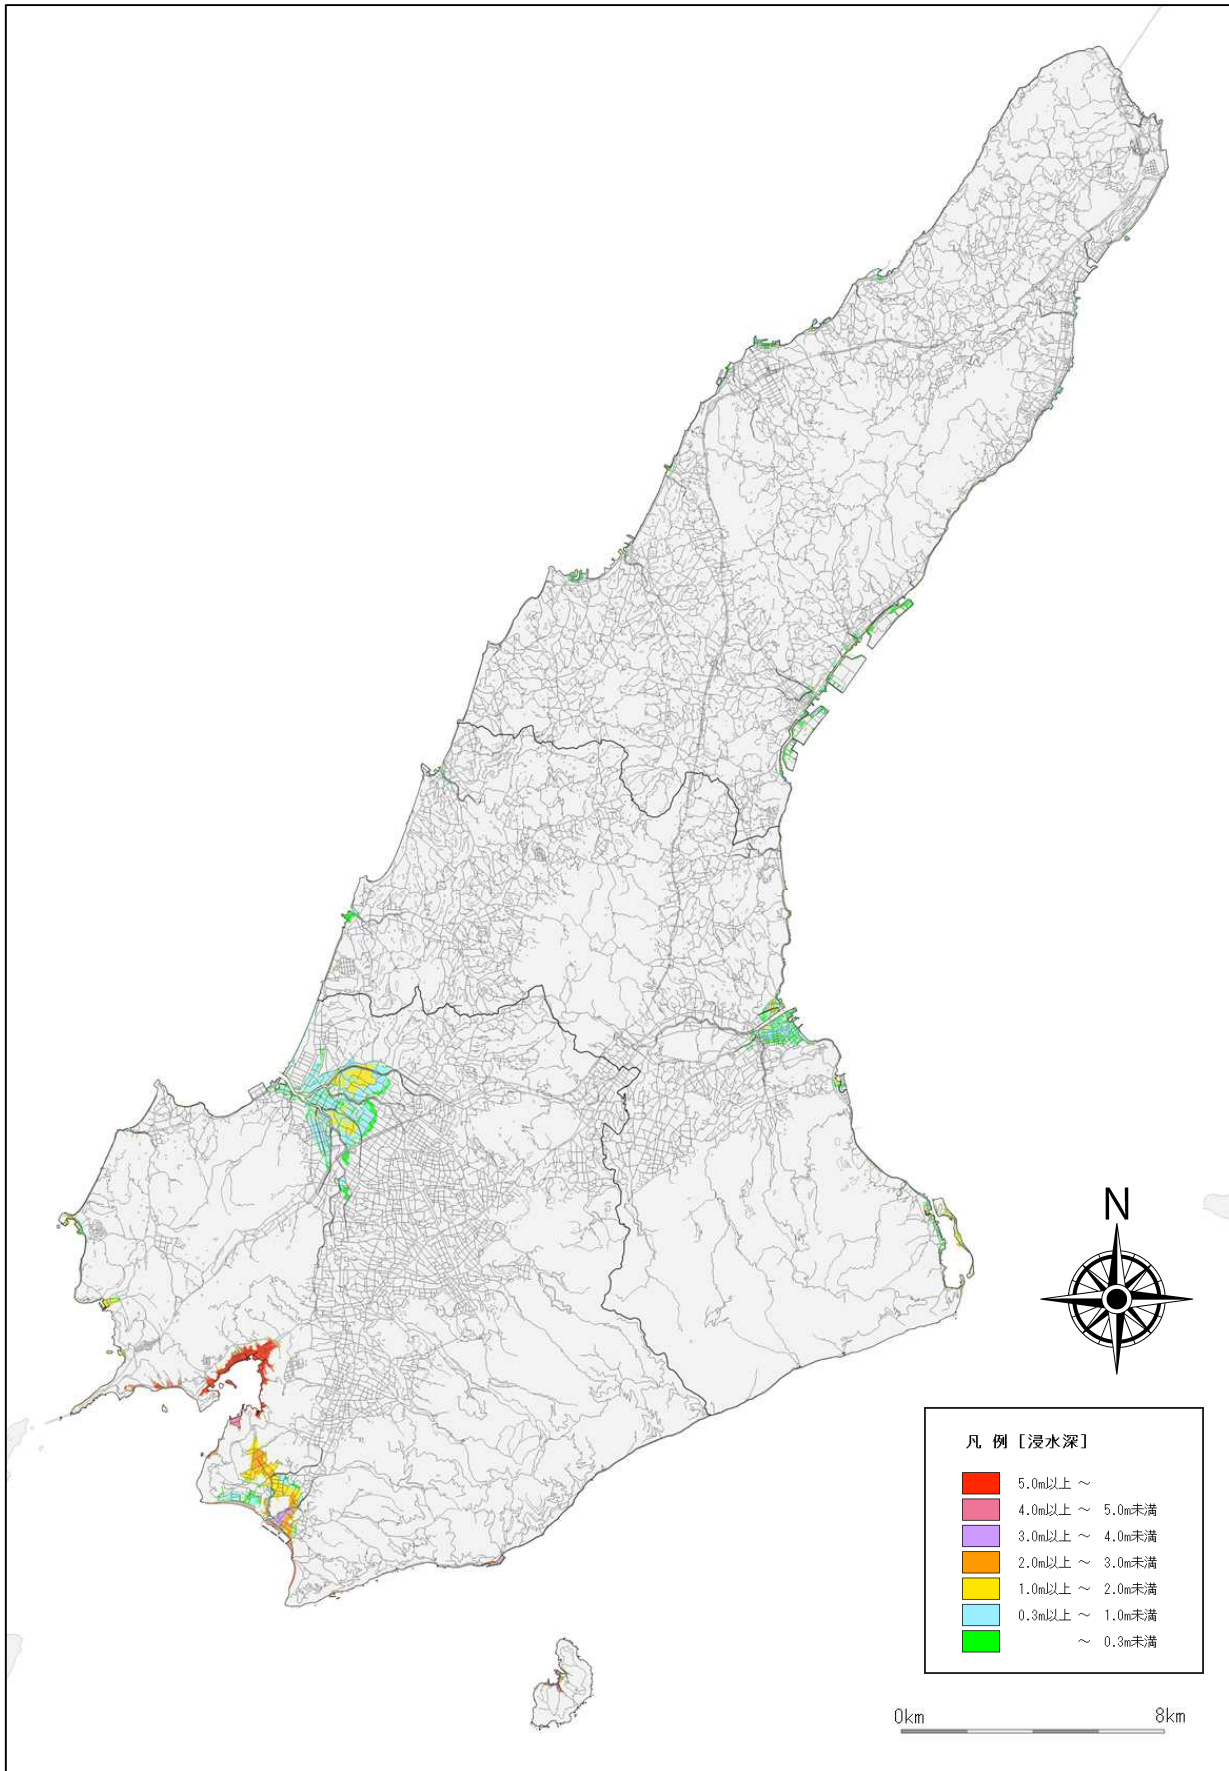 N
凡 例 [浸水深]
5.0m以上 ～
4.0m以上 ～ 5.0m未満
3.0m以上 ～ 4.0m未満
2.0m以上 ～ 3.0m未満
1.0m以上 ～ 2.0m未満
0.3m以上 ～ 1.0m未満
～ 0.3m未満
0km 8km